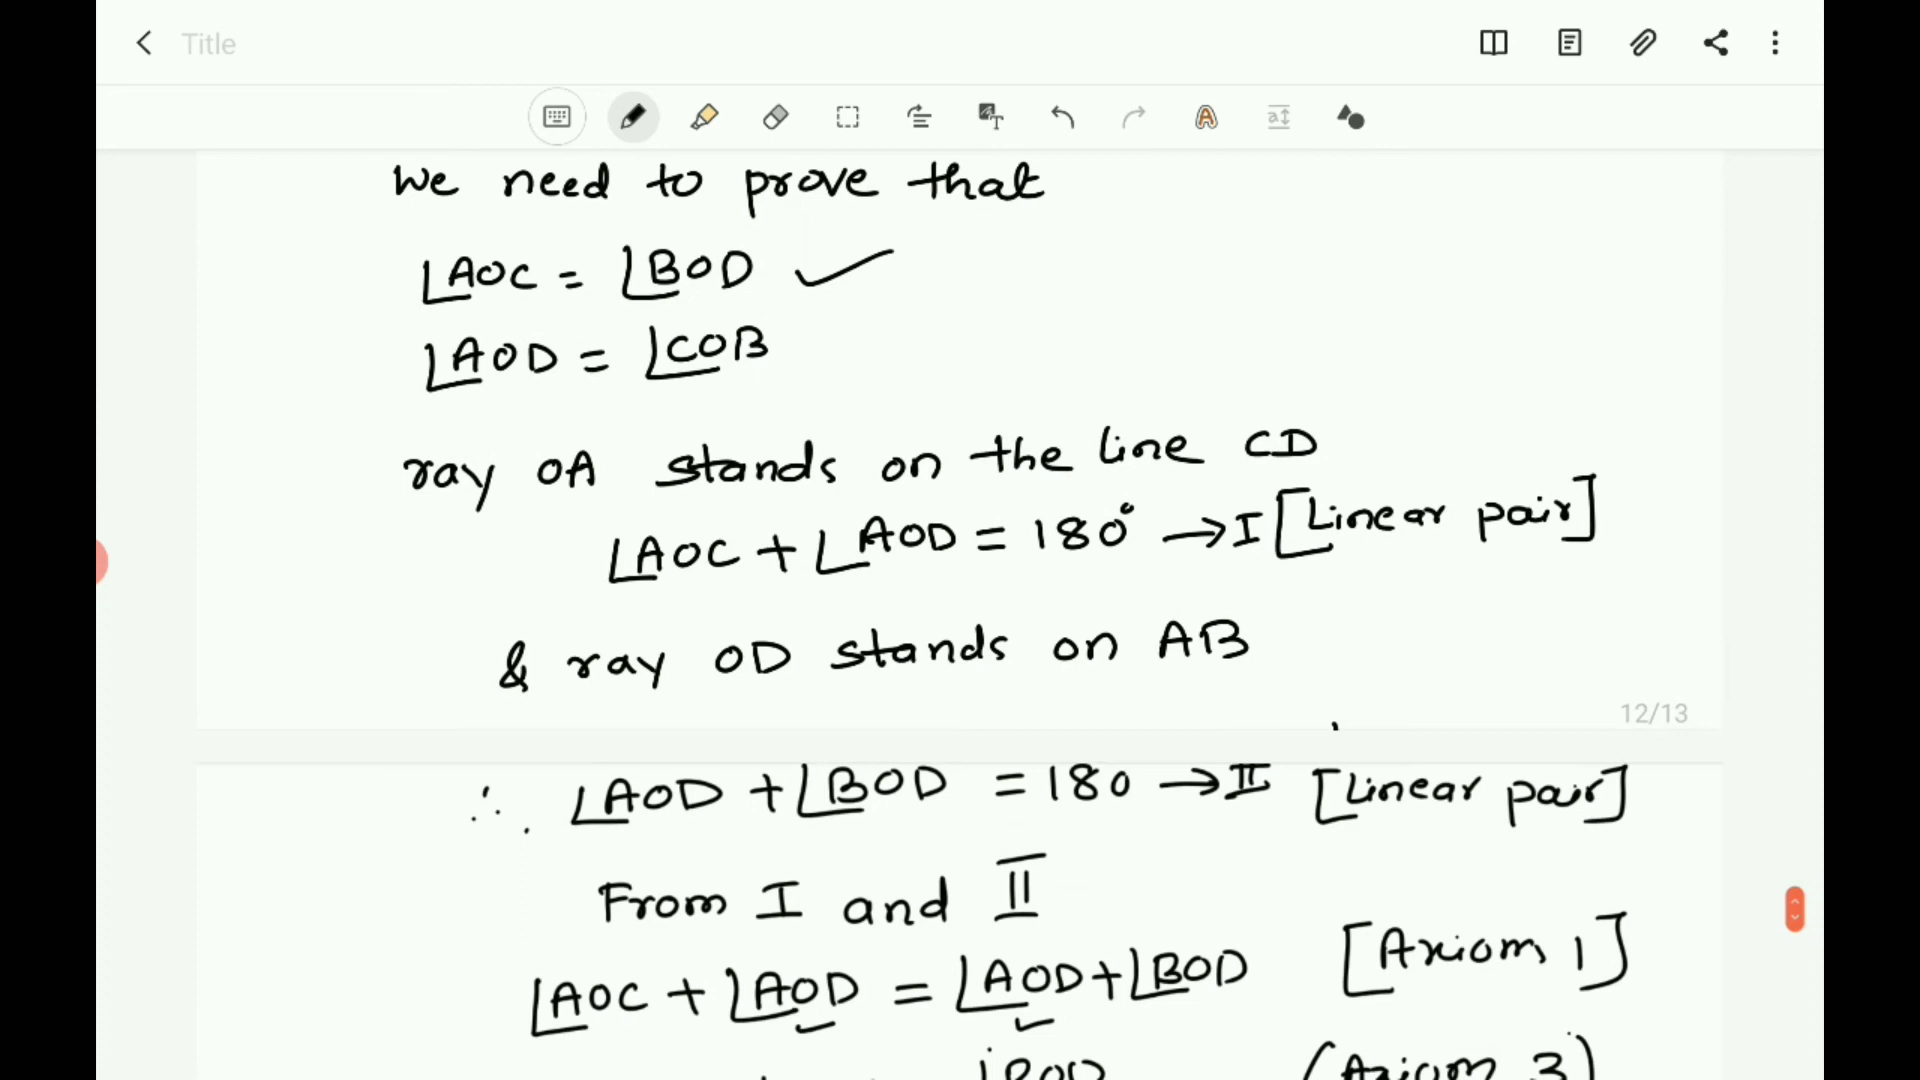 Title
We need to prove that
∠AOC = ∠BOD ✓
∠AOD = ∠COB
ray OA stands on the line CD
∠AOC + ∠AOD = 180° → I [Linear pair]
& ray OD stands on AB
12/13
∴ ∠AOD + ∠BOD = 180 → II [Linear pair]
From I and II
∠AOC + ∠AOD = ∠AOD + ∠BOD [Axiom 1]
(Axiom 3)